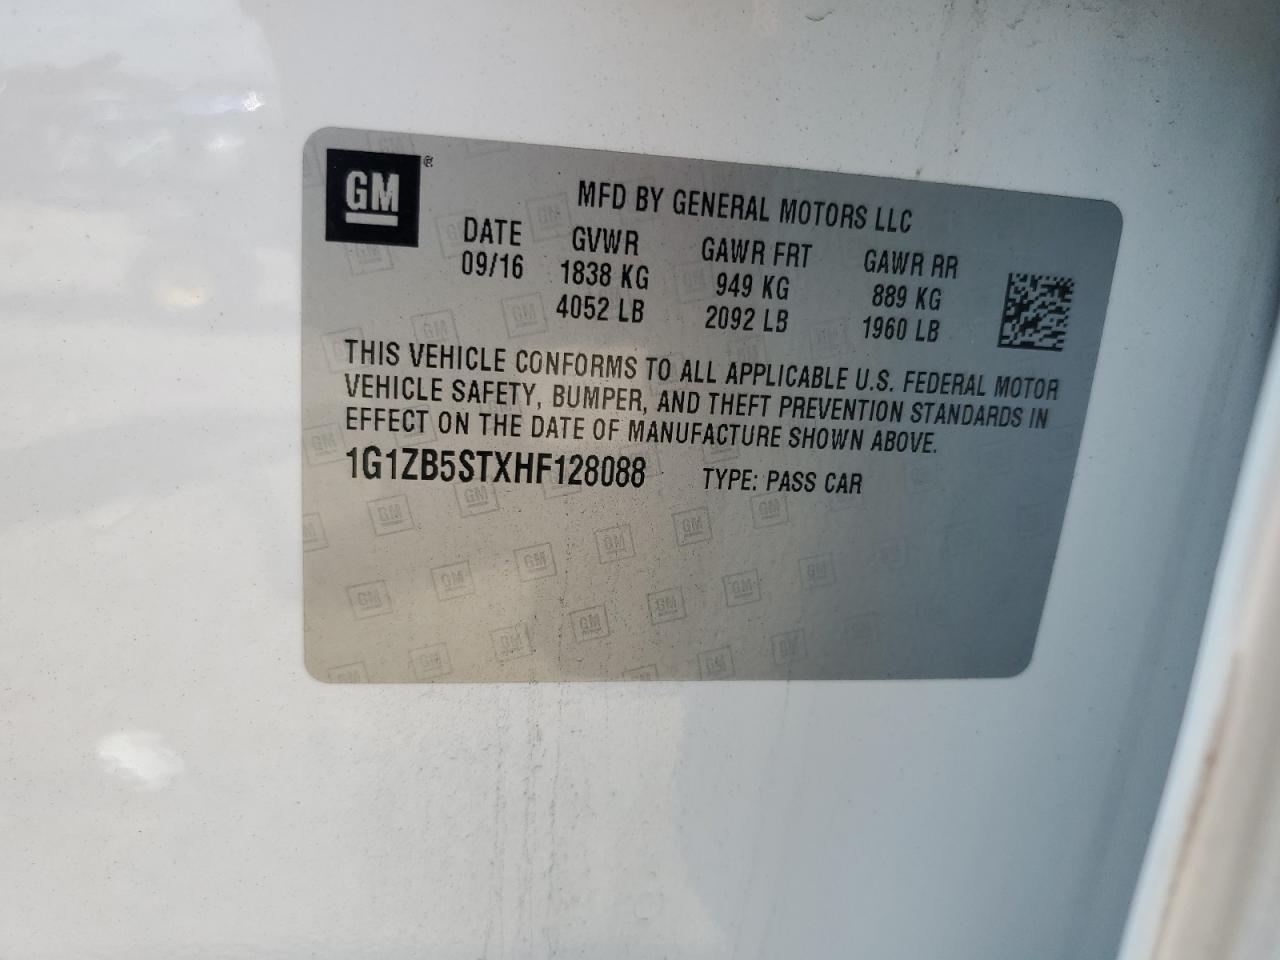 GM®
MFD BY GENERAL MOTORS LLC
DATE GVWR GAWR FRT GAWR RR
09/16 1838 KG 949 KG 889 KG
4052 LB 2092 LB 1960 LB
THIS VEHICLE CONFORMS TO ALL APPLICABLE U.S. FEDERAL MOTOR
VEHICLE SAFETY, BUMPER, AND THEFT PREVENTION STANDARDS IN
EFFECT ON THE DATE OF MANUFACTURE SHOWN ABOVE.
1G1ZB5STXHF128088 TYPE: PASS CAR